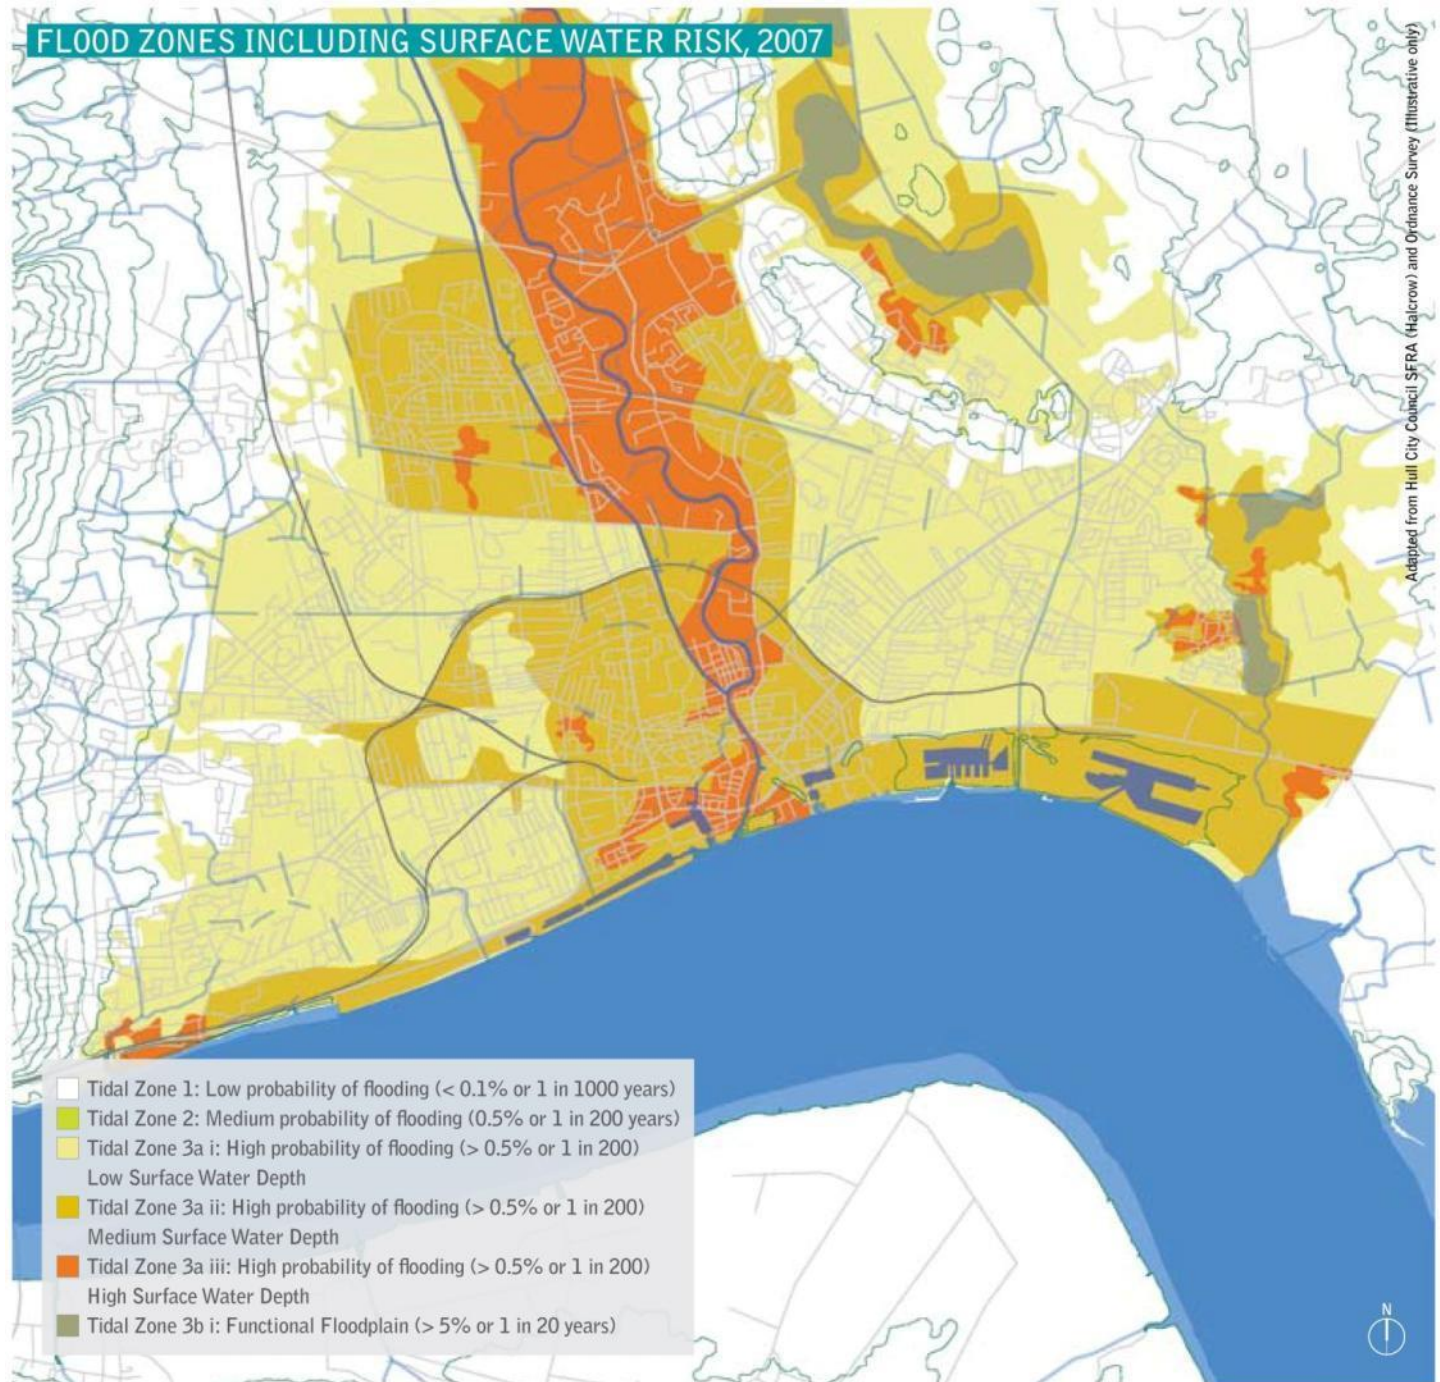 FLOOD ZONES INCLUDING SURFACE WATER RISK, 2007
Adapted from Hull City Council SFRA (Halcrow) and Ordnance Survey (Illustrative only)
Tidal Zone 1: Low probability of flooding (< 0.1% or 1 in 1000 years)
Tidal Zone 2: Medium probability of flooding (0.5% or 1 in 200 years)
Tidal Zone 3a i: High probability of flooding (> 0.5% or 1 in 200)
Low Surface Water Depth
Tidal Zone 3a ii: High probability of flooding (> 0.5% or 1 in 200)
Medium Surface Water Depth
Tidal Zone 3a iii: High probability of flooding (> 0.5% or 1 in 200)
High Surface Water Depth
Tidal Zone 3b i: Functional Floodplain (> 5% or 1 in 20 years)
N